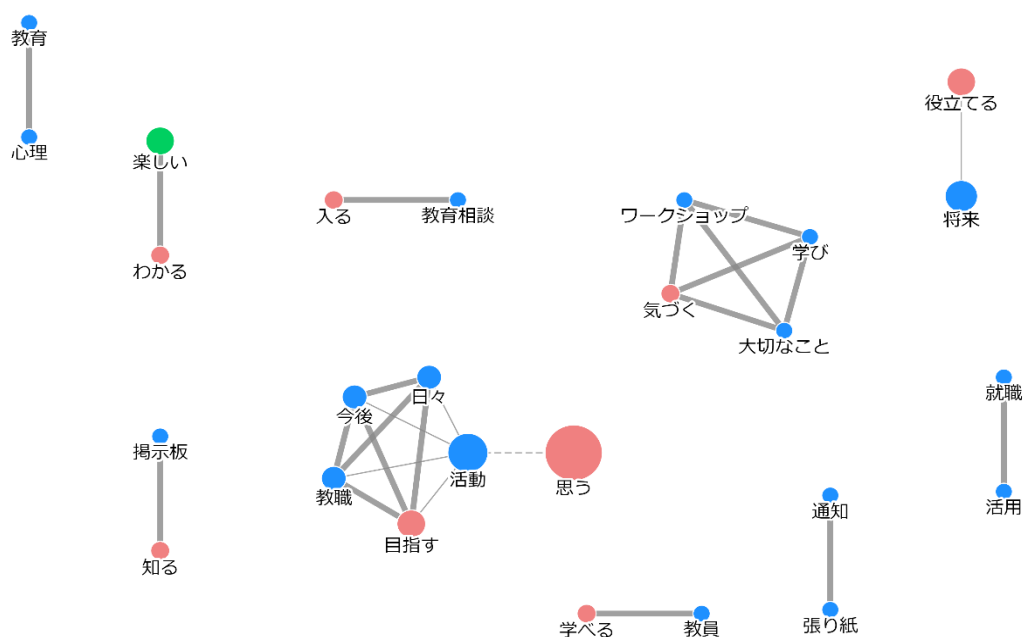 教育
心理
楽しい
わかる
入る
教育相談
ワークショップ
学び
気づく
大切なこと
役立てる
将来
日々
今後
活動
思う
教職
目指す
掲示板
知る
就職
活用
通知
張り紙
学べる
教員